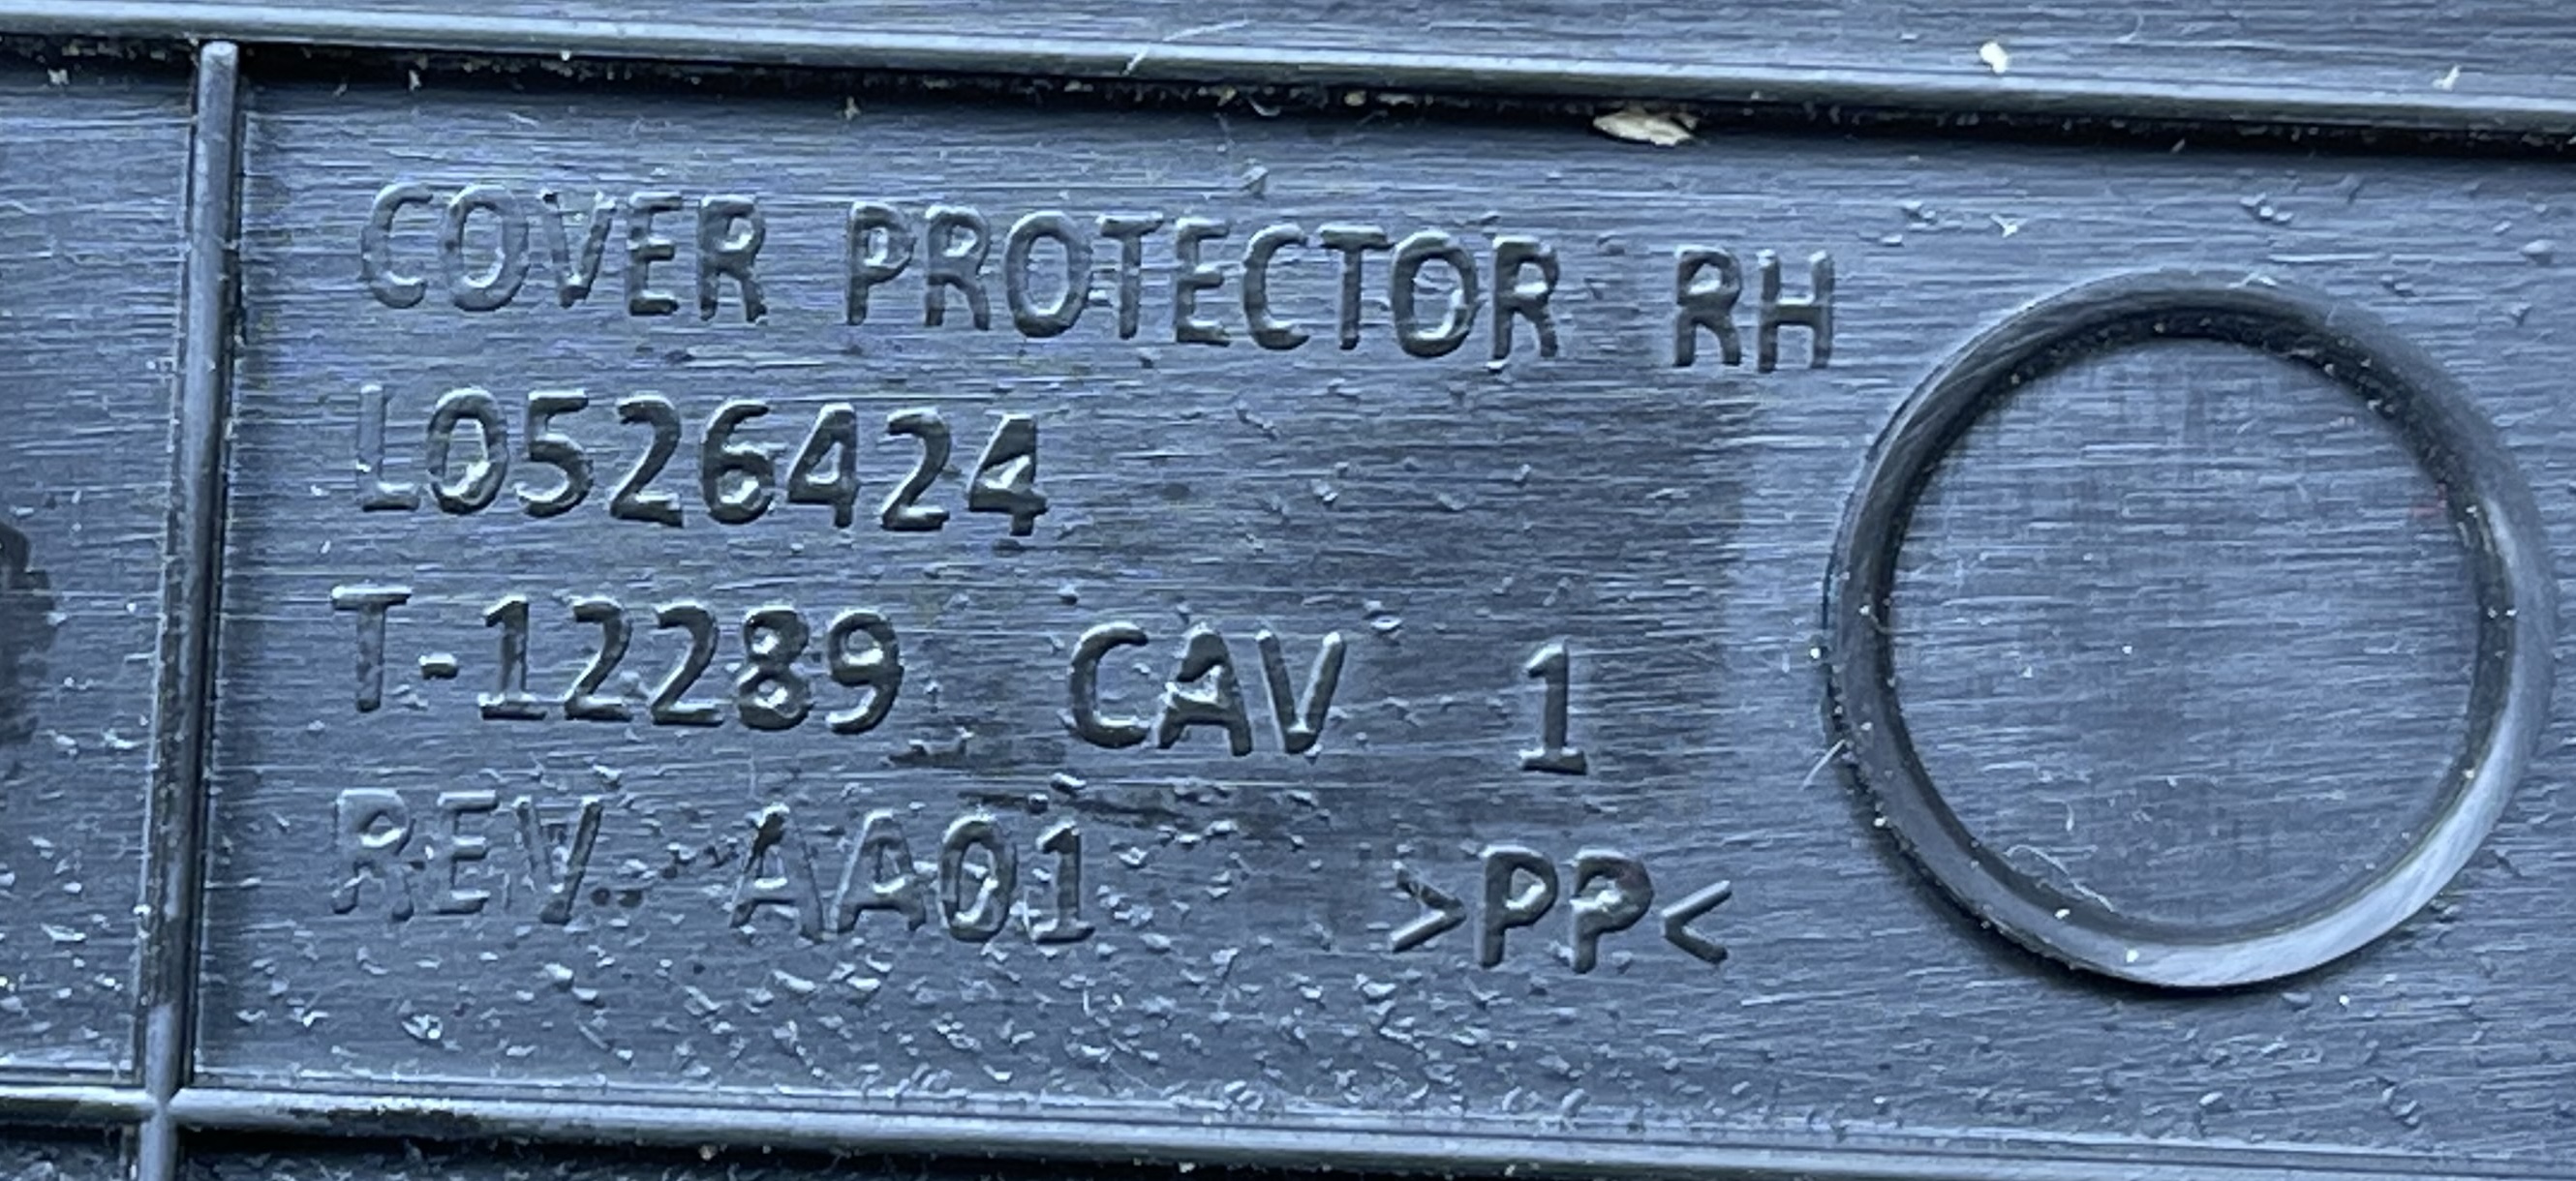 COVER PROTECTOR RH
L0526424
T-12289 CAV 1
REV. AA01 >PP<